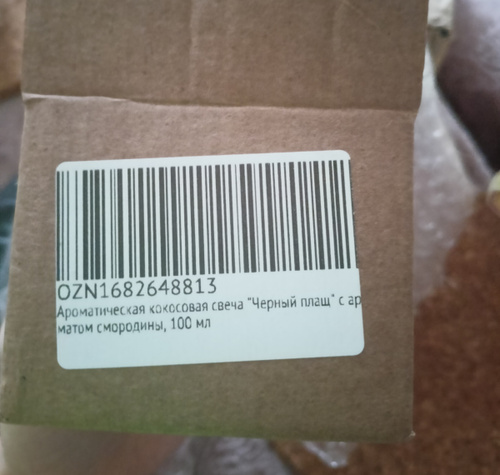 OZN1682648813
Ароматическая кокосовая свеча "Черный плащ" с ар
матом смородины, 100 мл